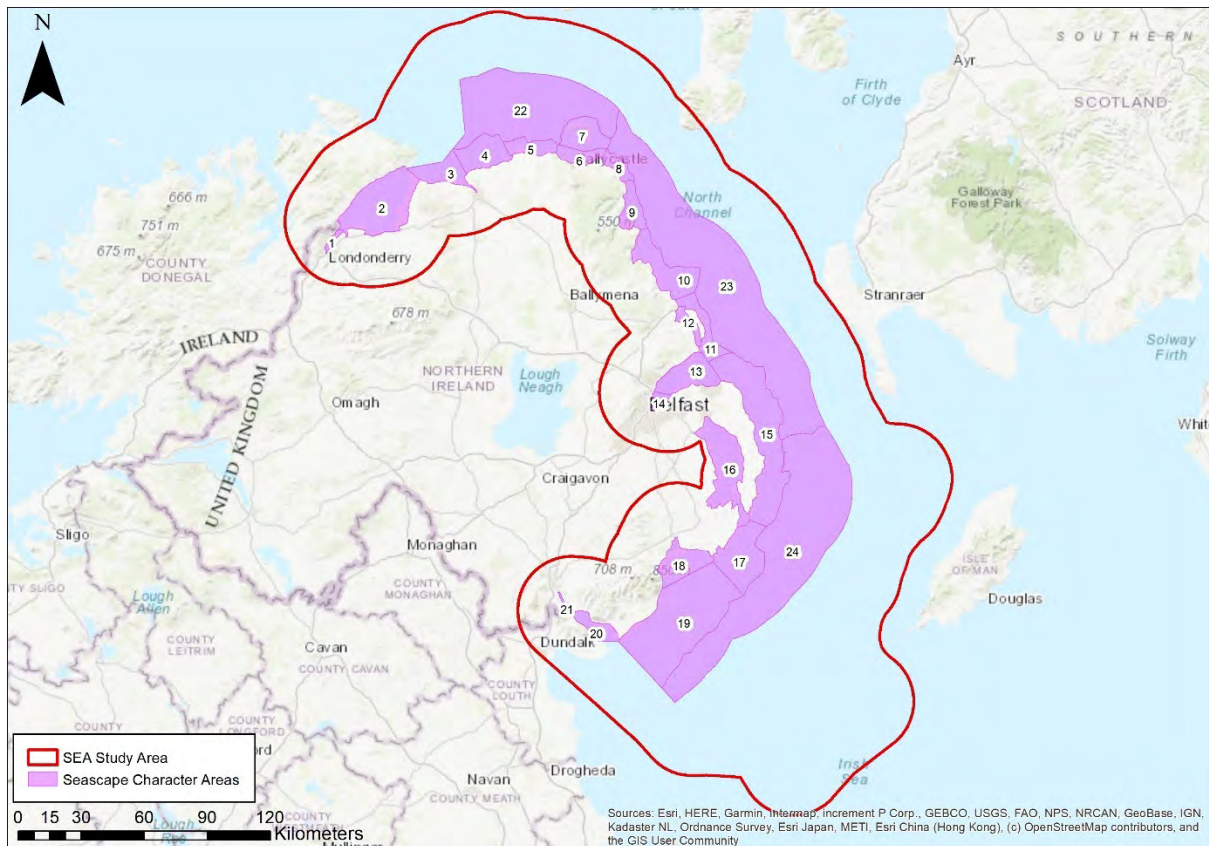 N
SOUTHERN
Ayr
Firth
of Clyde
SCOTLAND
22
7
5
4
6
8
3
666 m
2
North
Channel
Galloway
Forest Park
751 m
9
550 m
675 m
1
COUNTY
DONEGAL
Londonderry
10
23
Ballymena
Stranraer
678 m
12
Solway
Firth
IRELAND
11
NORTHERN
IRELAND
Lough
Neagh
13
UNITED KINGDOM
Omagh
14
15
16
Craigavon
Sligo
Monaghan
24
708 m
18
17
ISLE
OF MAN
COUNTY
MONAGHAN
Lough
Allen
Douglas
21
19
20
Dundalk
COUNTY
LEITRIM
Cavan
COUNTY CAVAN
COUNTY
LOUTH
COUNTY
LONGFORD
Irish
Sea
Drogheda
Navan
COUNTY MEATH
SEA Study Area
Seascape Character Areas
0 15 30 60 90 120
Kilometers
Sources: Esri, HERE, Garmin, Intermap, increment P Corp., GEBCO, USGS, FAO, NPS, NRCAN, GeoBase, IGN,
Kadaster NL, Ordnance Survey, Esri Japan, METI, Esri China (Hong Kong), (c) OpenStreetMap contributors, and
the GIS User Community